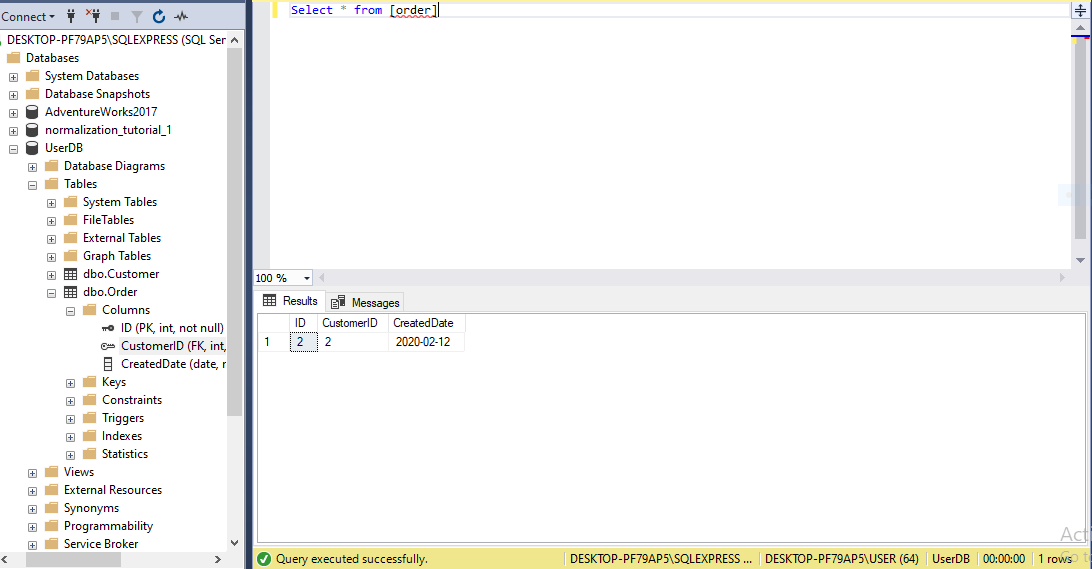 Connect
DESKTOP-PF79AP5\SQLEXPRESS (SQL Ser
Databases
System Databases
Database Snapshots
AdventureWorks2017
normalization_tutorial_1
UserDB
Database Diagrams
Tables
System Tables
FileTables
External Tables
Graph Tables
dbo.Customer
dbo.Order
Columns
ID (PK, int, not null)
CustomerID (FK, int,
CreatedDate (date, r
Keys
Constraints
Triggers
Indexes
Statistics
Views
External Resources
Synonyms
Programmability
Service Broker
Select * from [order]
100 %
Results Messages
ID CustomerID CreatedDate
1 2 2 2020-02-12
Query executed successfully. DESKTOP-PF79AP5\SQLEXPRESS ... DESKTOP-PF79AP5\USER (64) UserDB 00:00:00 1 rows
Acti
Go to